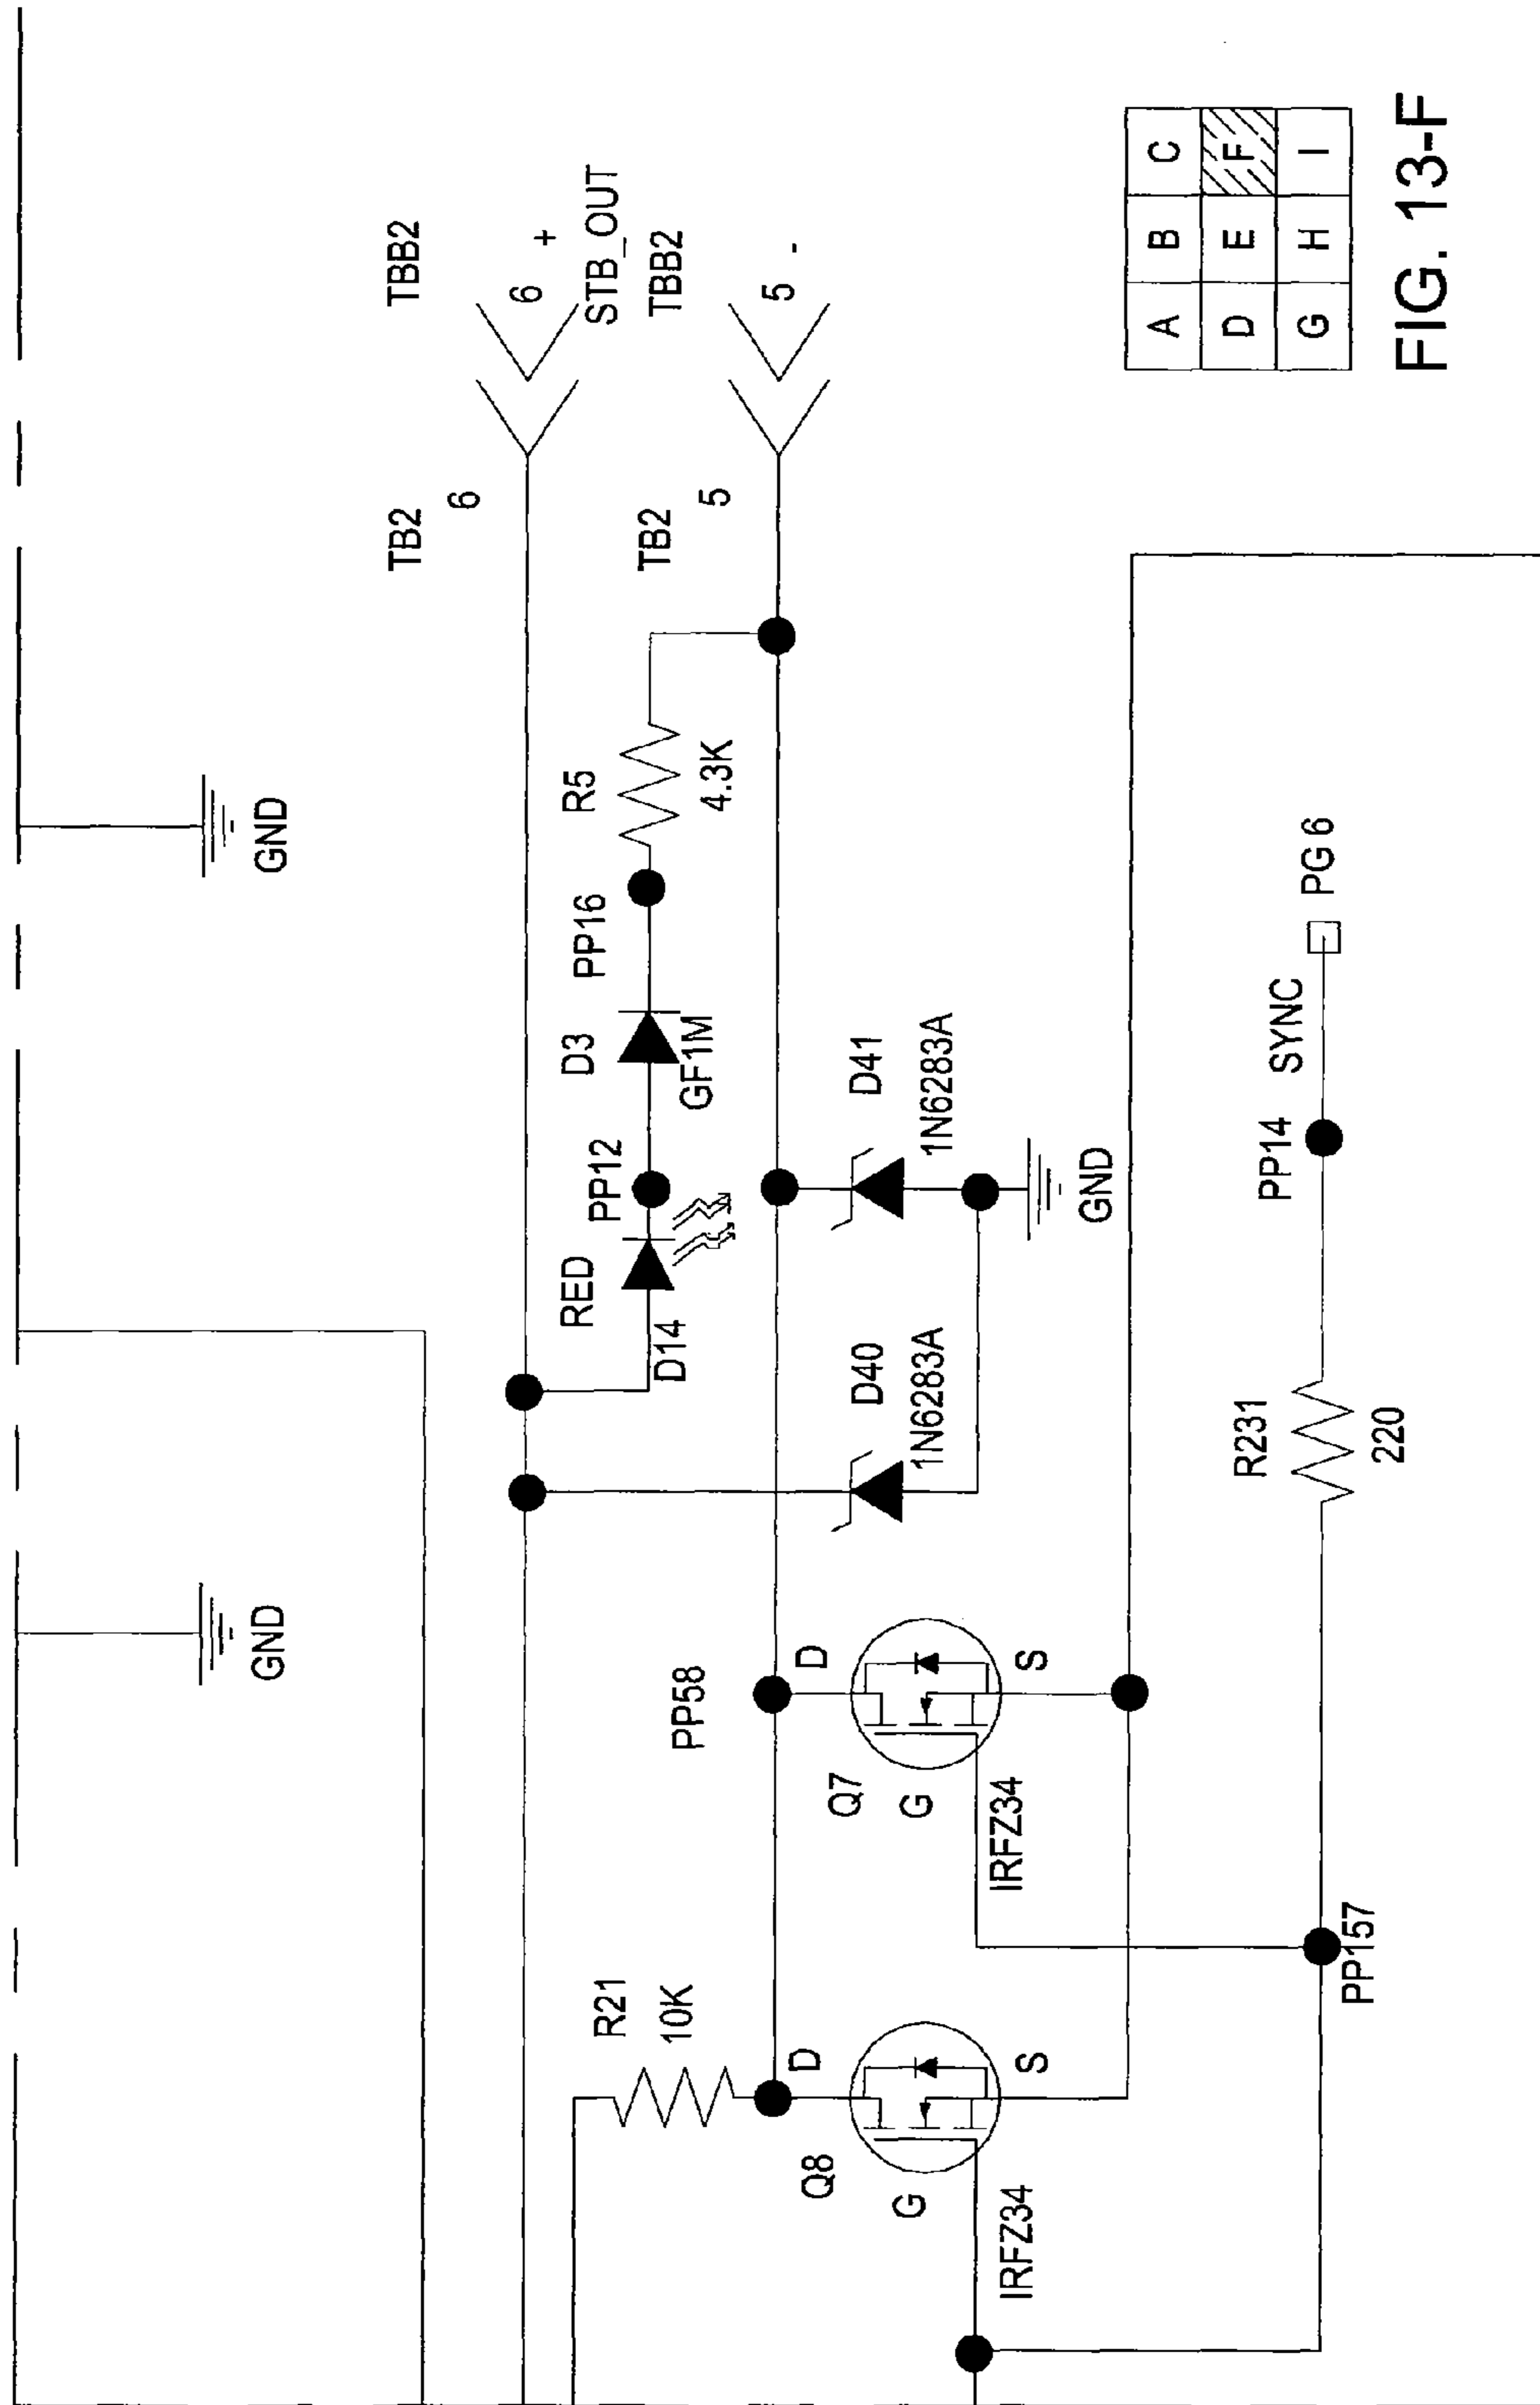 GND
GND
TBB2
6 +
STB_OUT
TBB2
5 -
TB2
6
TB2
5
R5
4.3K
PP16
D3
GF1M
PP12
RED
D14
D41
1N6283A
D40
1N6283A
GND
PP58
D
Q7
G
S
IRFZ34
R21
10K
D
Q8
G
S
IRFZ34
PP157
R231
220
PP14
SYNC
PG 6
A B C
D E F
G H I
FIG. 13-F